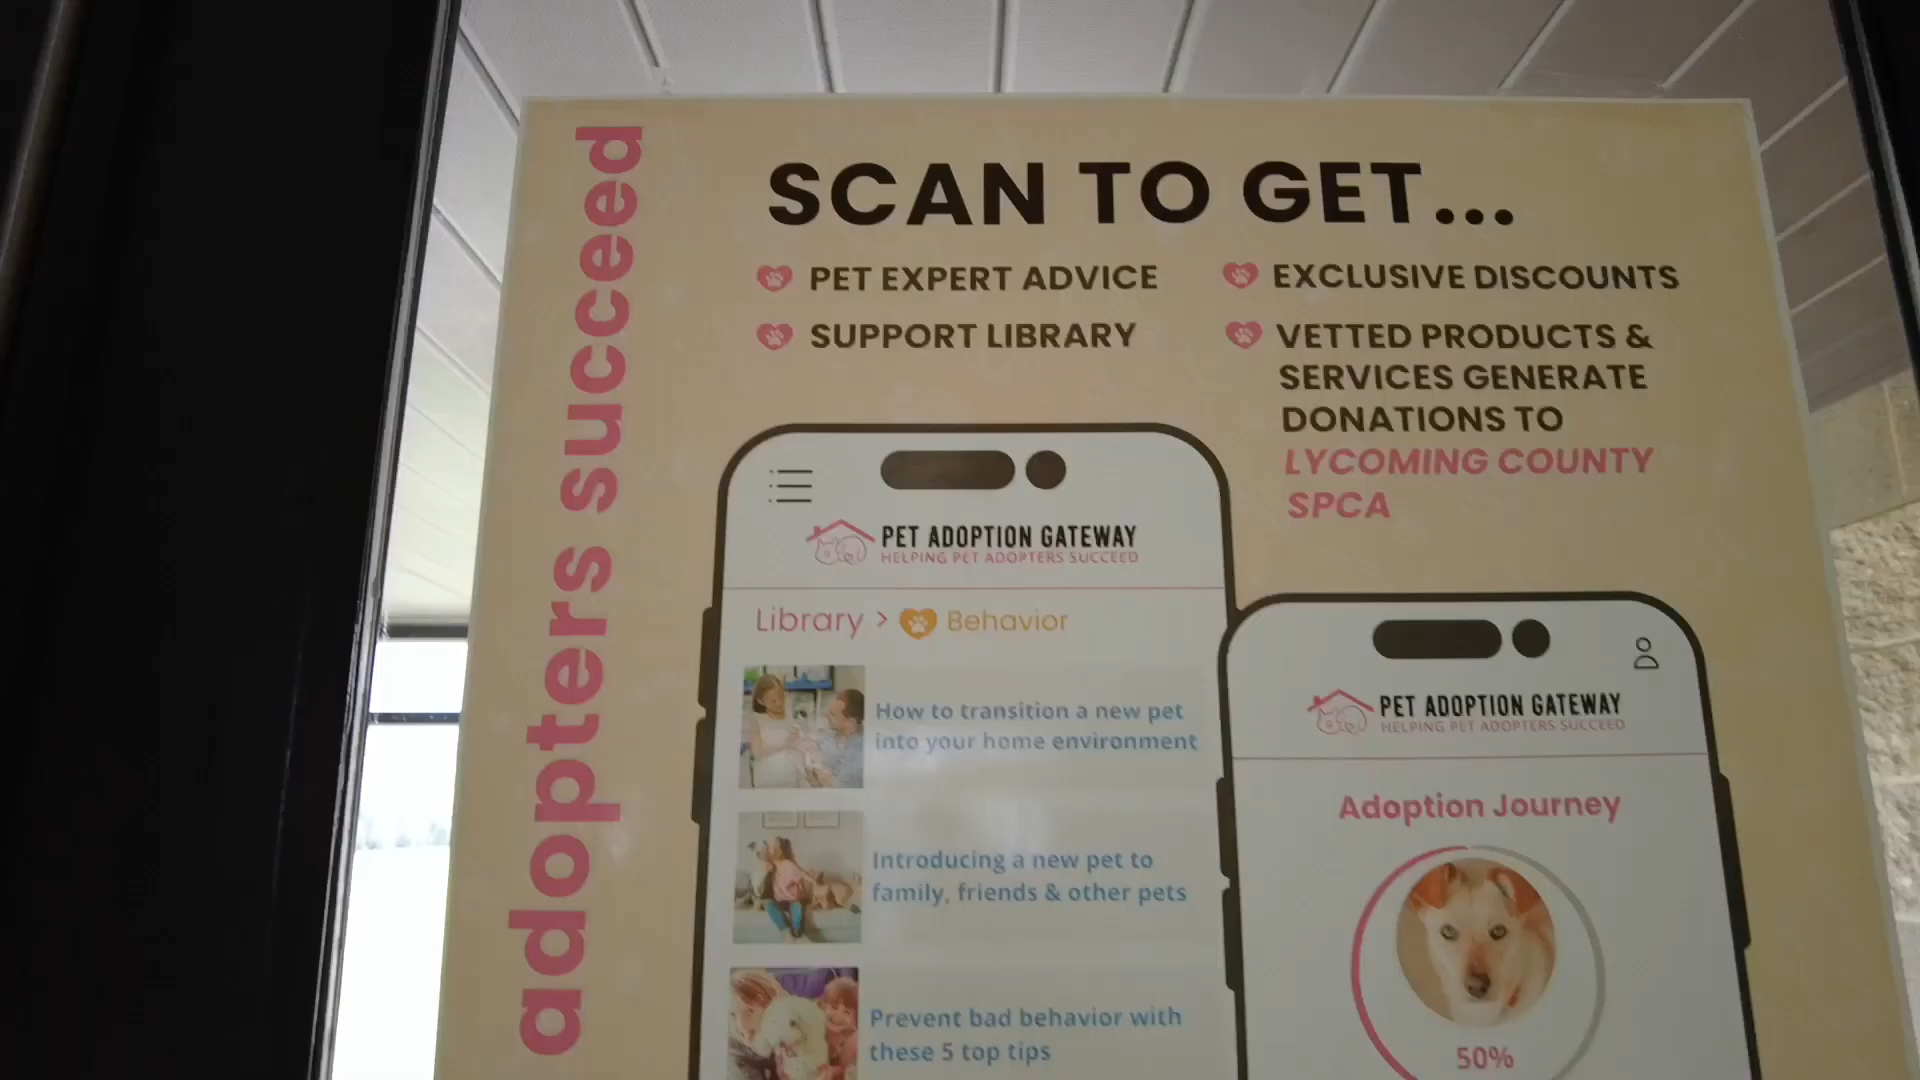 adopters succeed
SCAN TO GET...
PET EXPERT ADVICE
SUPPORT LIBRARY
EXCLUSIVE DISCOUNTS
VETTED PRODUCTS &
SERVICES GENERATE
DONATIONS TO
LYCOMING COUNTY
SPCA
PET ADOPTION GATEWAY
HELPING PET ADOPTERS SUCCEED
Library > Behavior
How to transition a new pet
into your home environment
Introducing a new pet to
family, friends & other pets
Prevent bad behavior with
these 5 top tips
PET ADOPTION GATEWAY
HELPING PET ADOPTERS SUCCEED
Adoption Journey
50%